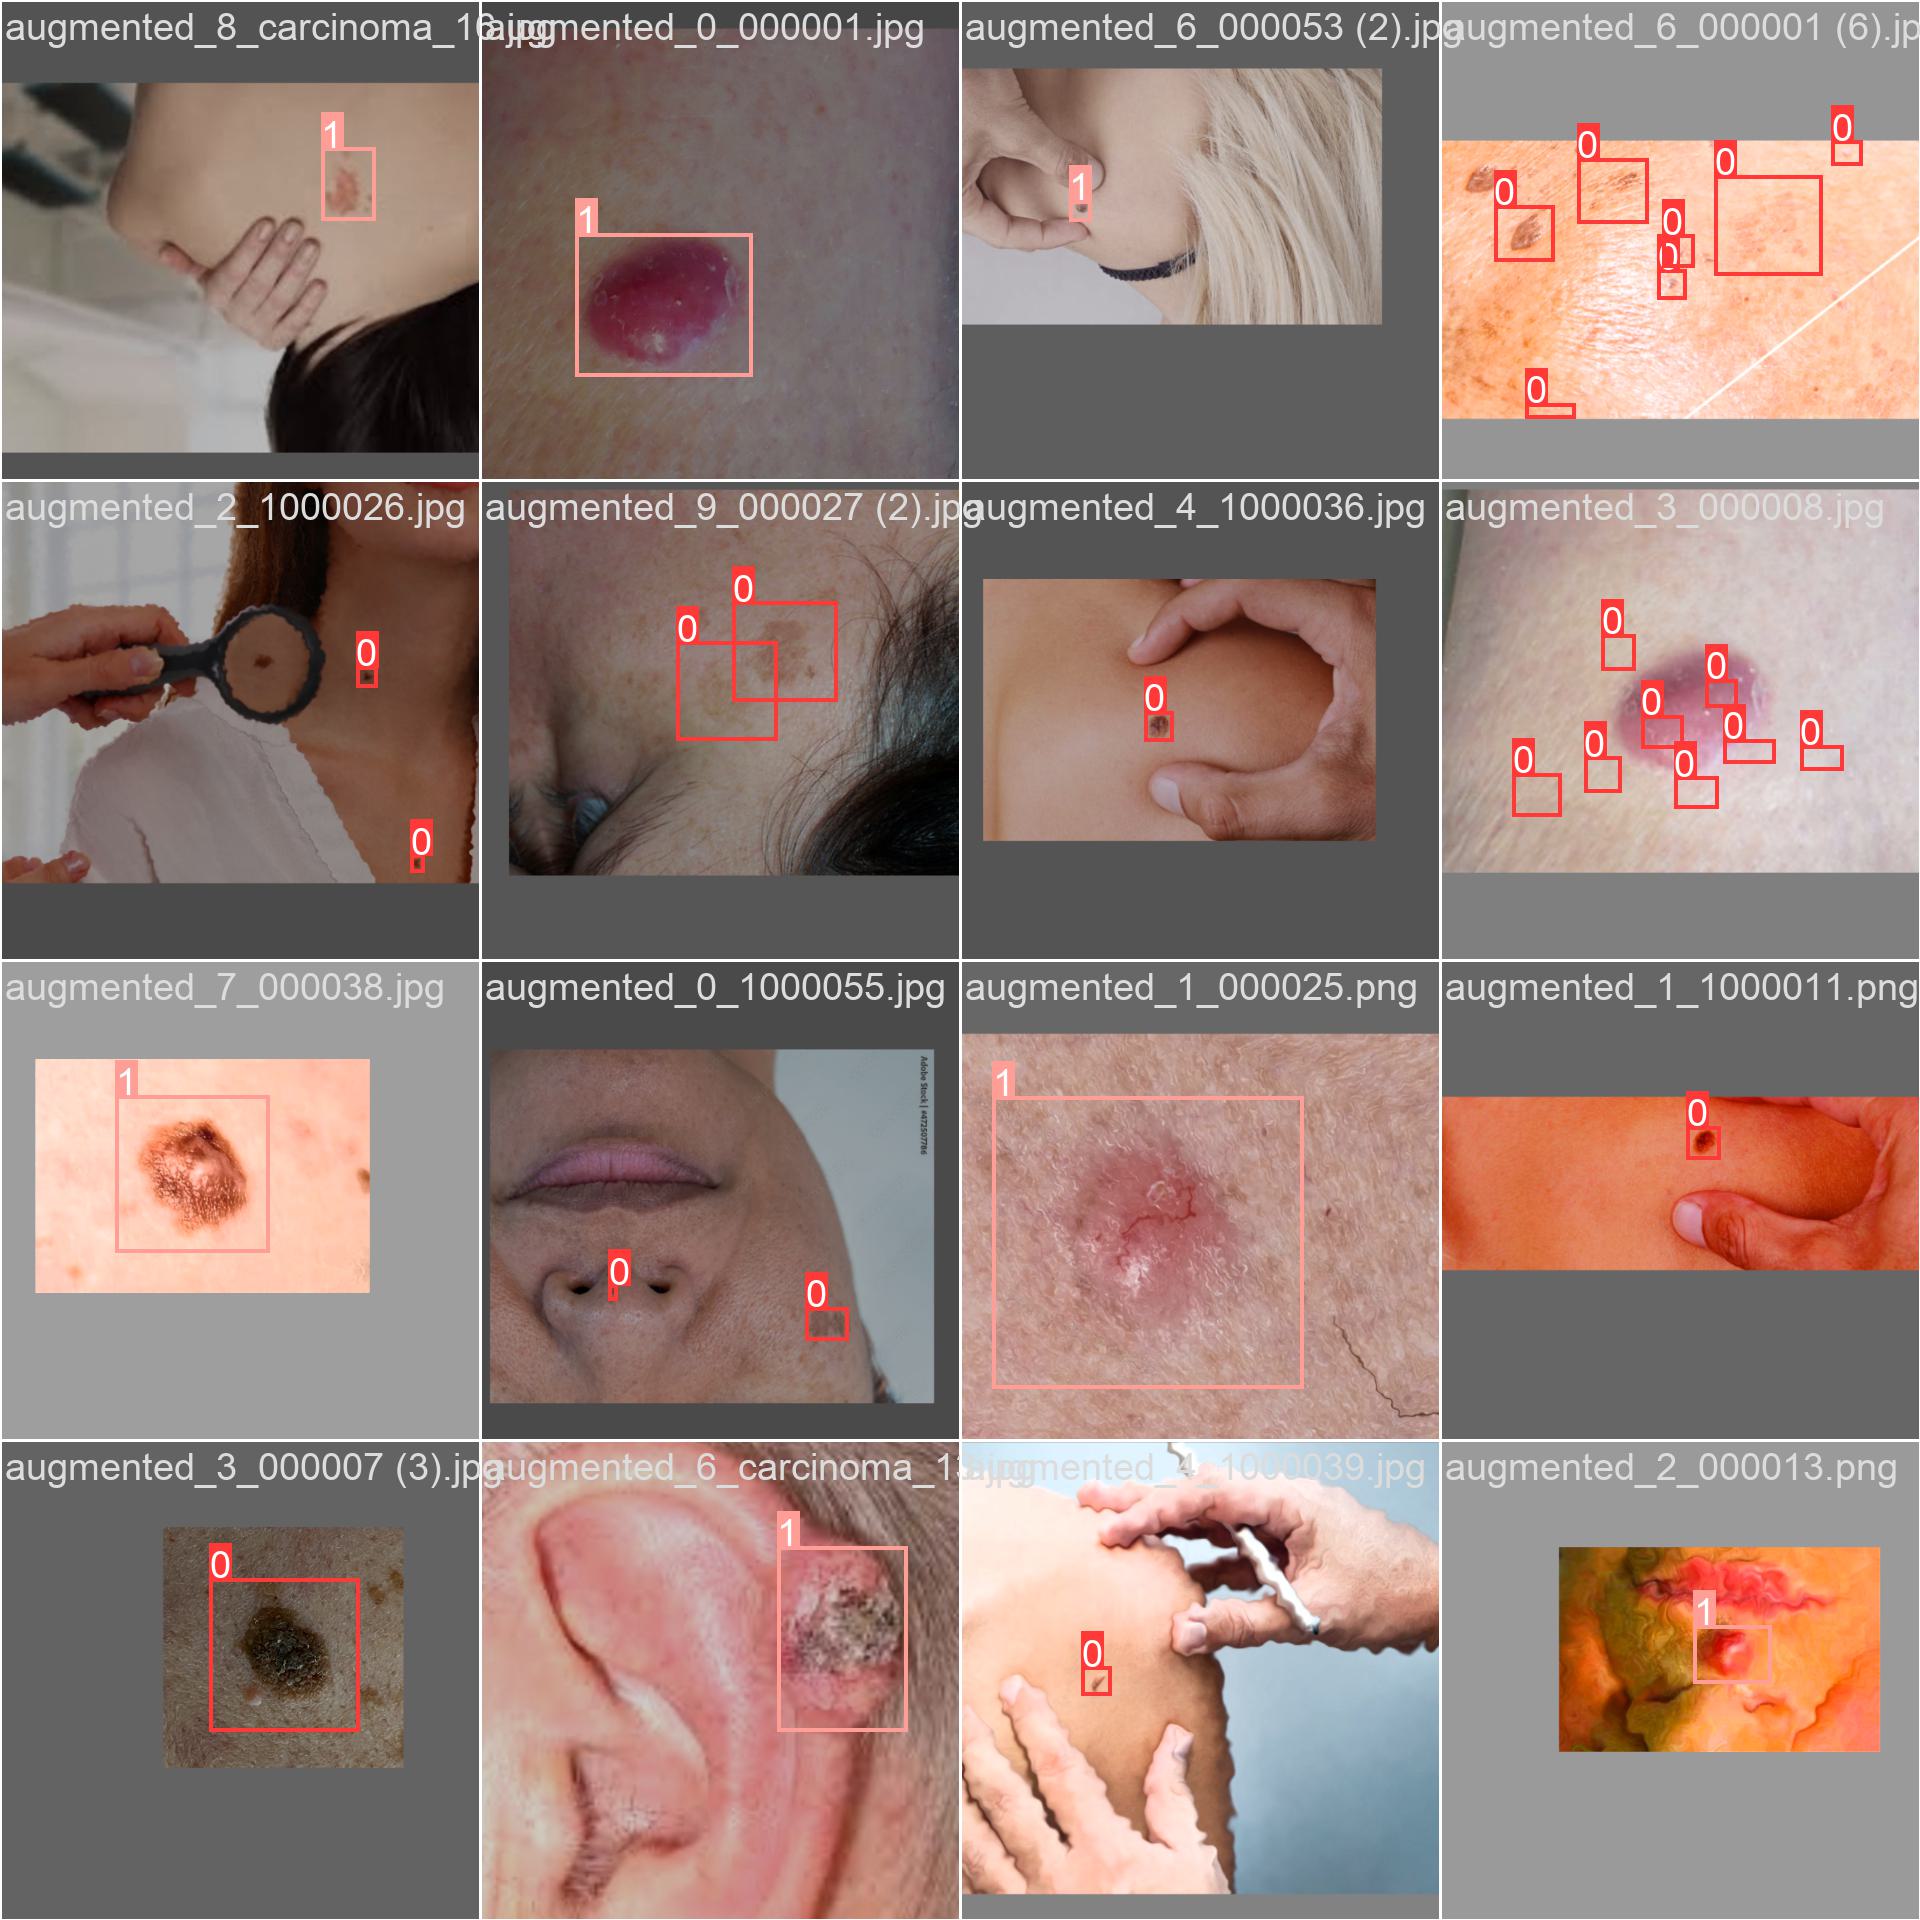 augmented_8_carcinoma_16.jpg
augmented_0_000001.jpg
augmented_6_000053 (2).jpg
augmented_6_000001 (6).jp
1
1
1
0
0
0
0
0
0
0
0
augmented_2_1000026.jpg
augmented_9_000027 (2).jpg
augmented_4_1000036.jpg
augmented_3_000008.jpg
0
0
0
0
0
0
0
0
0
0
0
0
0
augmented_7_000038.jpg
augmented_0_1000055.jpg
augmented_1_000025.png
augmented_1_1000011.png
1
Adobe Stock | #472507786
0
0
1
0
augmented_3_000007 (3).jpg
augmented_6_carcinoma_13.jpg
augmented_4_1000039.jpg
augmented_2_000013.png
0
1
0
1